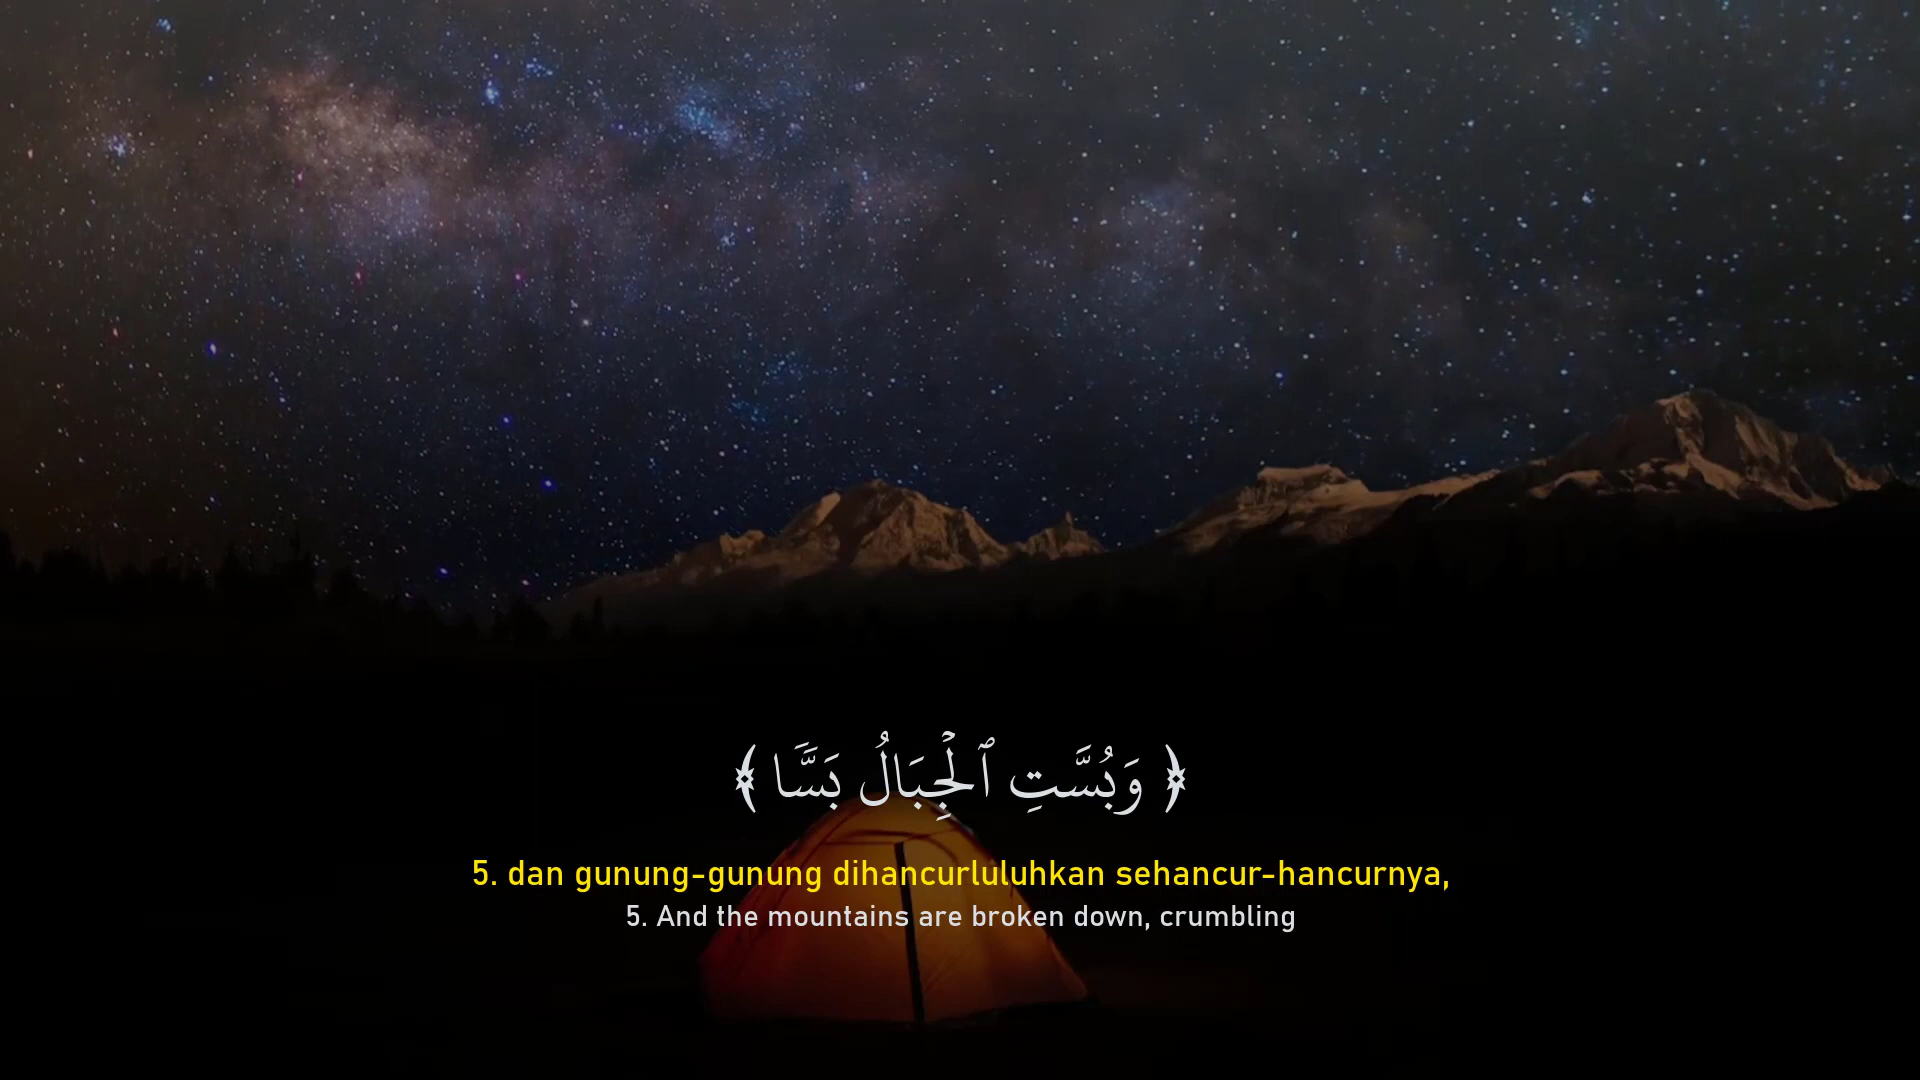 ﴿ وَبُسَّتِ ٱلْجِبَالُ بَسًّا ﴾
5. dan gunung-gunung dihancurluluhkan sehancur-hancurnya,
5. And the mountains are broken down, crumbling